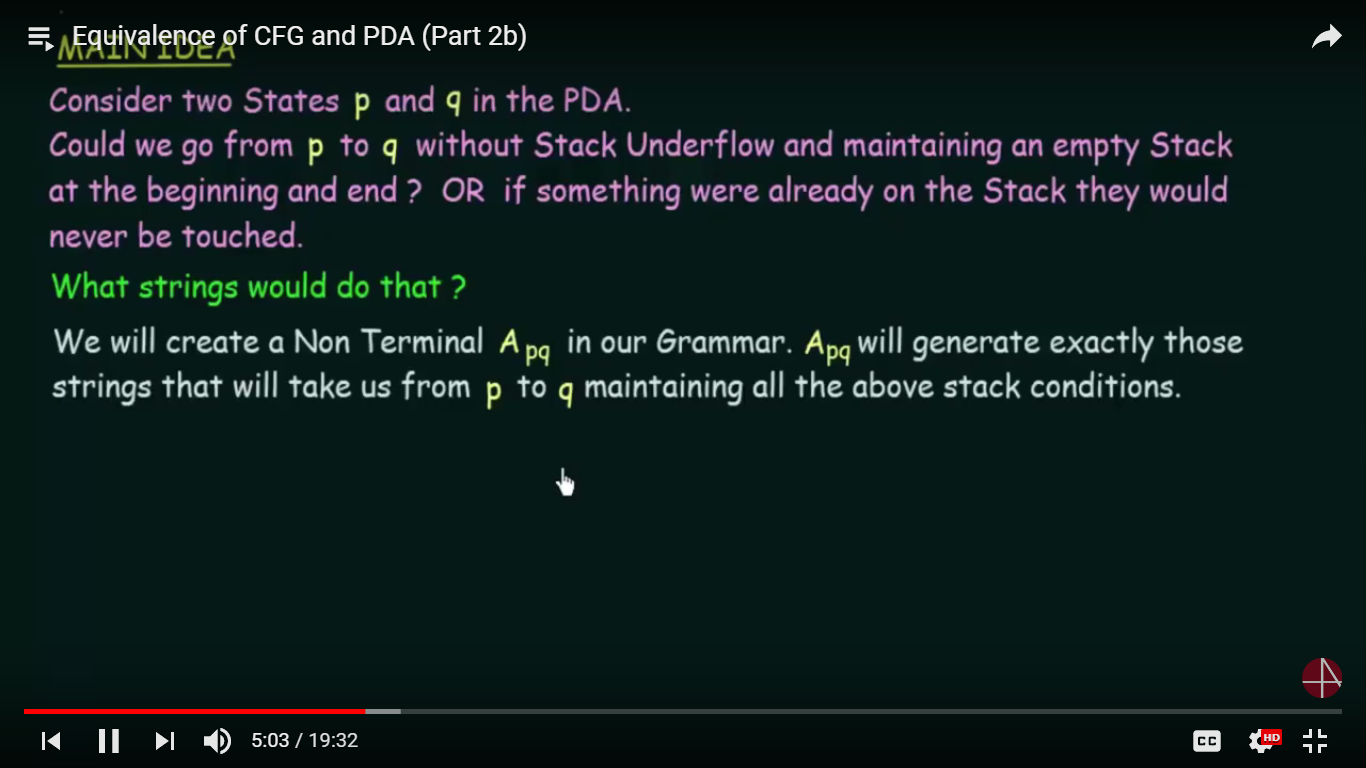 Equivalence of CFG and PDA (Part 2b)
MAIN IDEA
Consider two States p and q in the PDA.
Could we go from p to q without Stack Underflow and maintaining an empty Stack
at the beginning and end ? OR if something were already on the Stack they would
never be touched.
What strings would do that ?
We will create a Non Terminal Apq in our Grammar. Apq will generate exactly those
strings that will take us from p to q maintaining all the above stack conditions.
5:03 / 19:32
CC
HD